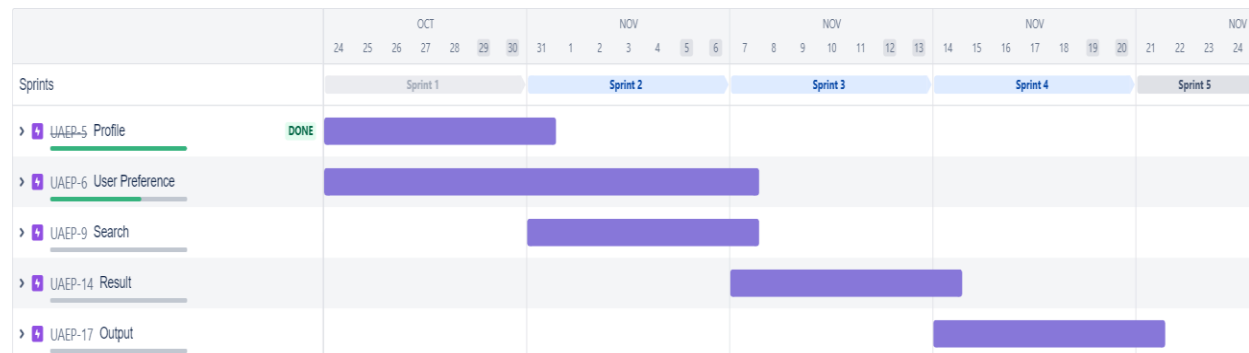 OCT NOV NOV NOV NOV
24 25 26 27 28 29 30 31 1 2 3 4 5 6 7 8 9 10 11 12 13 14 15 16 17 18 19 20 21 22 23 24
Sprints Sprint 1 Sprint 2 Sprint 3 Sprint 4 Sprint 5
UAEP-5 Profile DONE
UAEP-6 User Preference
UAEP-9 Search
UAEP-14 Result
UAEP-17 Output